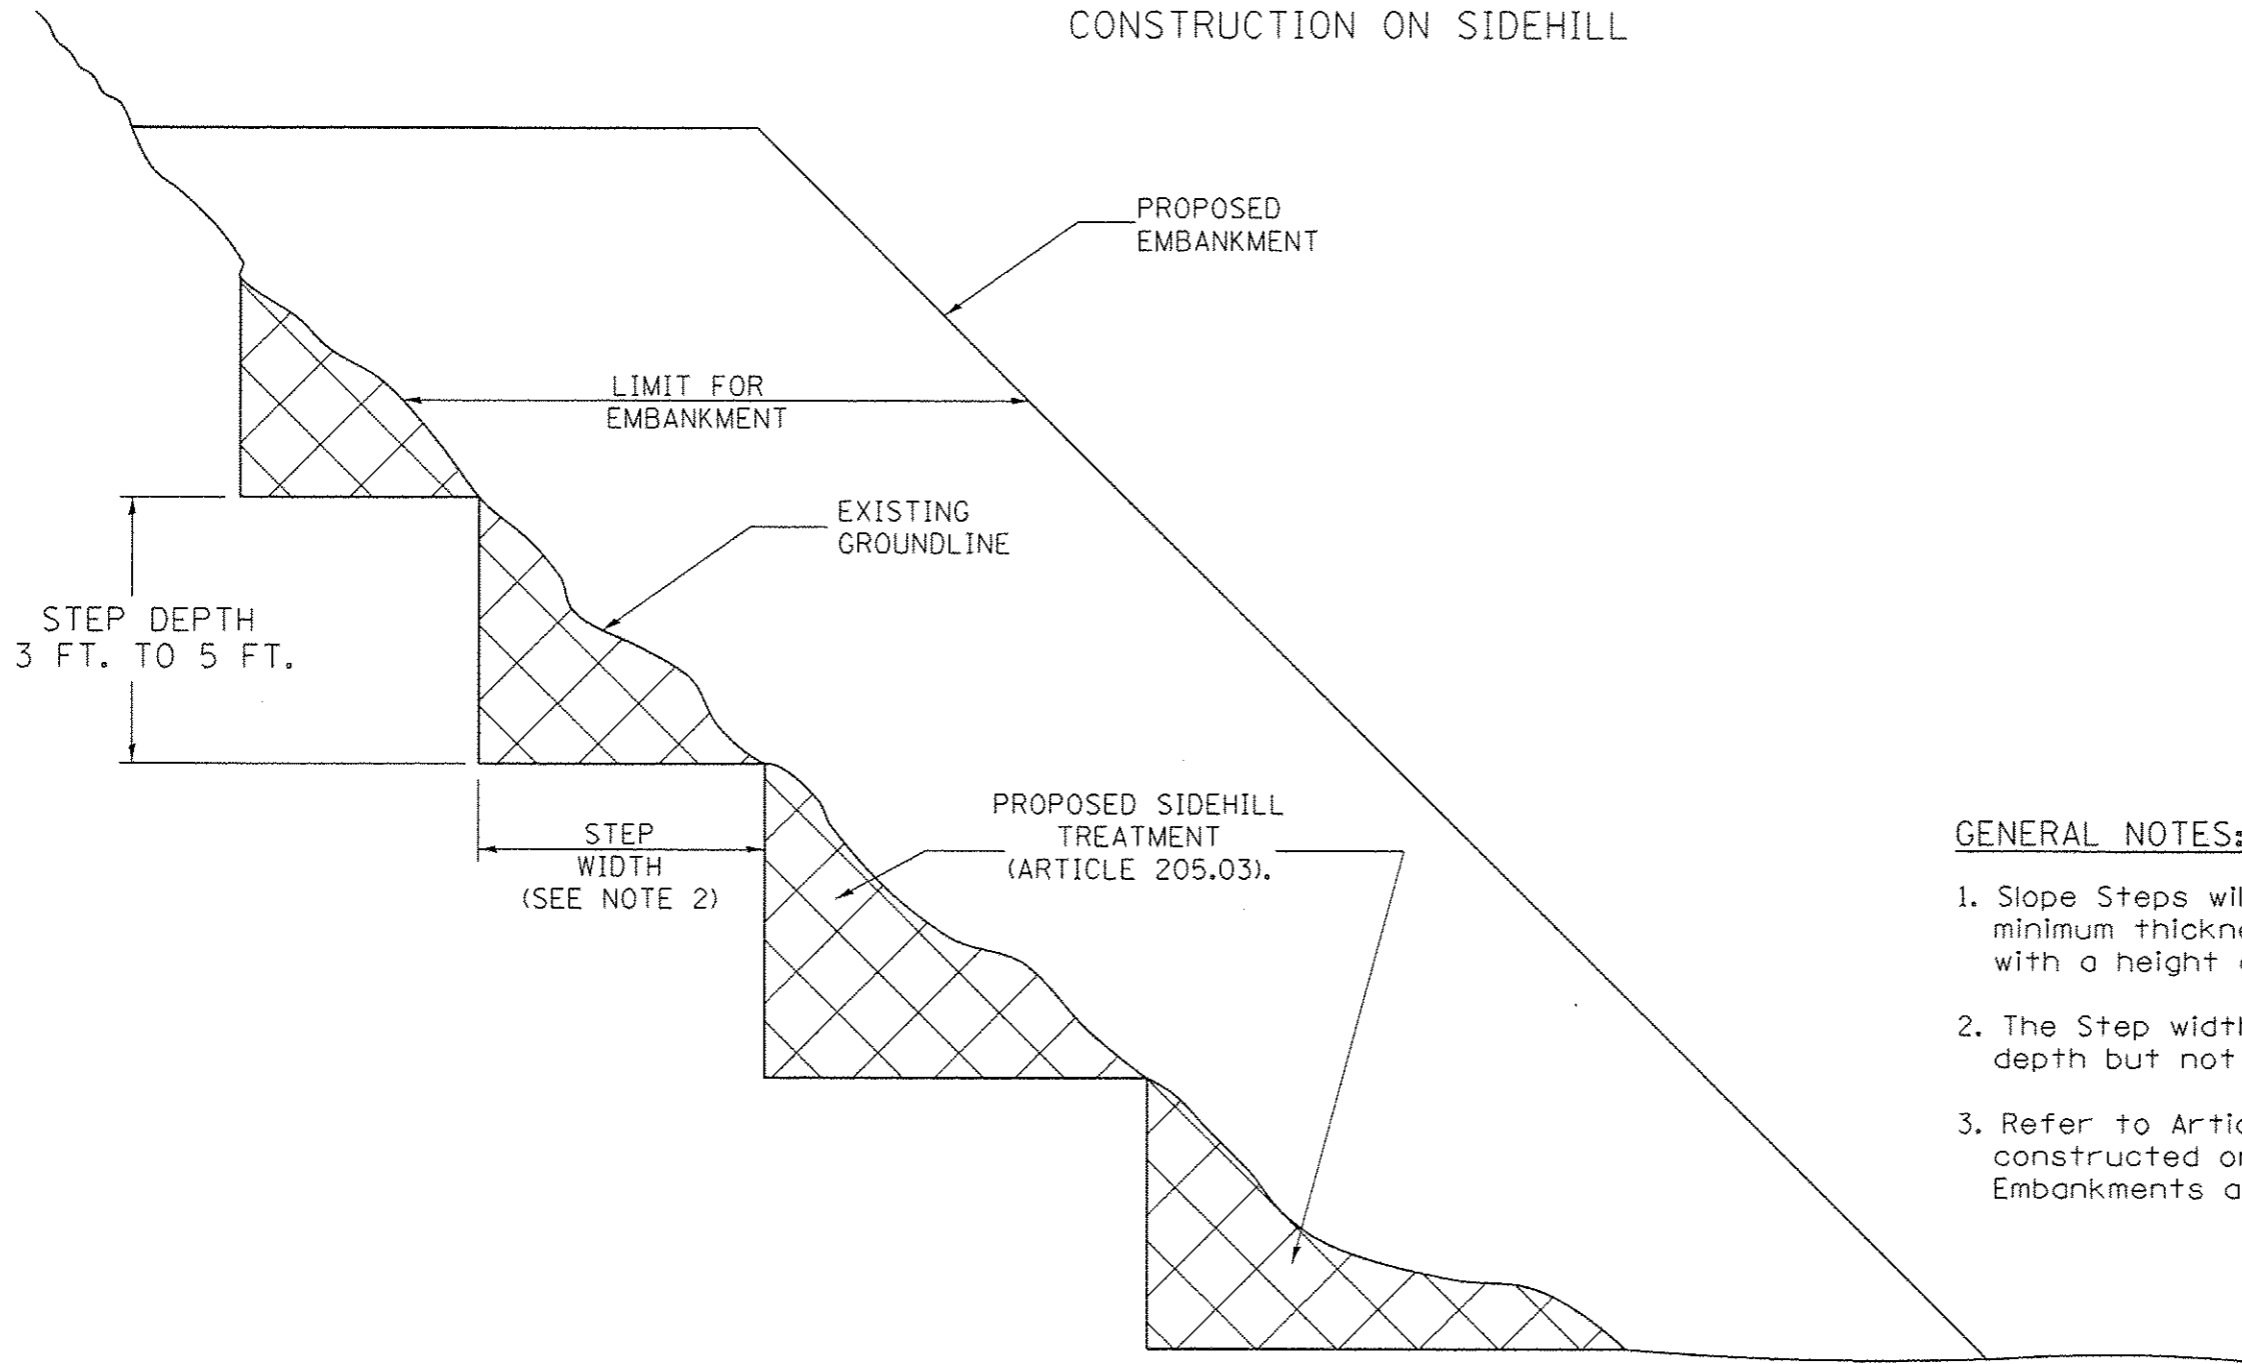 CONSTRUCTION ON SIDEHILL
PROPOSED
EMBANKMENT
LIMIT FOR
EMBANKMENT
EXISTING
GROUNDLINE
STEP DEPTH
3 FT. TO 5 FT.
STEP
WIDTH
(SEE NOTE 2)
PROPOSED SIDEHILL
TREATMENT
(ARTICLE 205.03).
GENERAL NOTES:
1. Slope Steps
minimum
with a height
2. The Step
depth but not
3. Refer to
constructed
Embankments